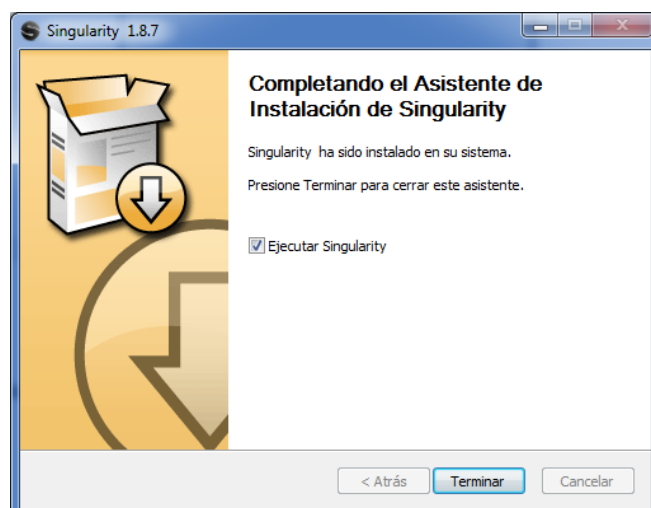 Singularity 1.8.7
Completando el Asistente de
Instalación de Singularity
Singularity ha sido instalado en su sistema.
Presione Terminar para cerrar este asistente.
Ejecutar Singularity
< Atrás
Terminar
Cancelar